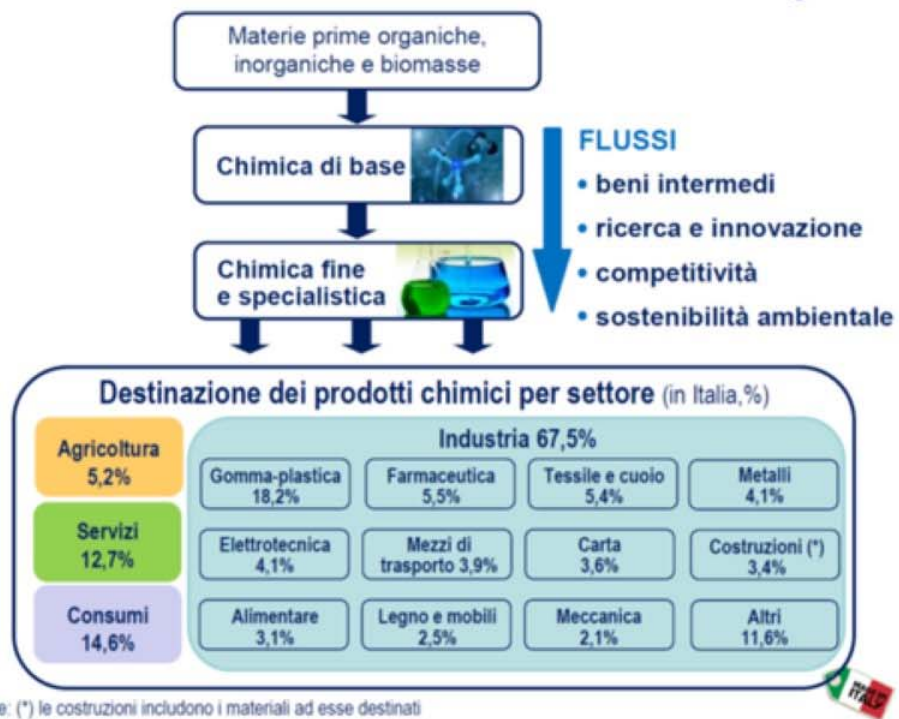 Materie prime organiche,
inorganiche e biomasse
Chimica di base
Chimica fine
e specialistica
FLUSSI
• beni intermedi
• ricerca e innovazione
• competitività
• sostenibilità ambientale
Destinazione dei prodotti chimici per settore (in Italia,%)
Agricoltura
5,2%
Servizi
12,7%
Consumi
14,6%
Industria 67,5%
Gomma-plastica
18,2%
Farmaceutica
5,5%
Tessile e cuoio
5,4%
Metalli
4,1%
Elettrotecnica
4,1%
Mezzi di
trasporto 3,9%
Carta
3,6%
Costruzioni (*)
3,4%
Alimentare
3,1%
Legno e mobili
2,5%
Meccanica
2,1%
Altri
11,6%
e: (*) le costruzioni includono i materiali ad esse destinati